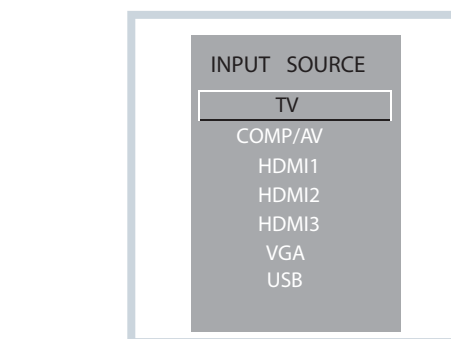 INPUT SOURCE
TV
COMP/AV
HDMI1
HDMI2
HDMI3
VGA
USB